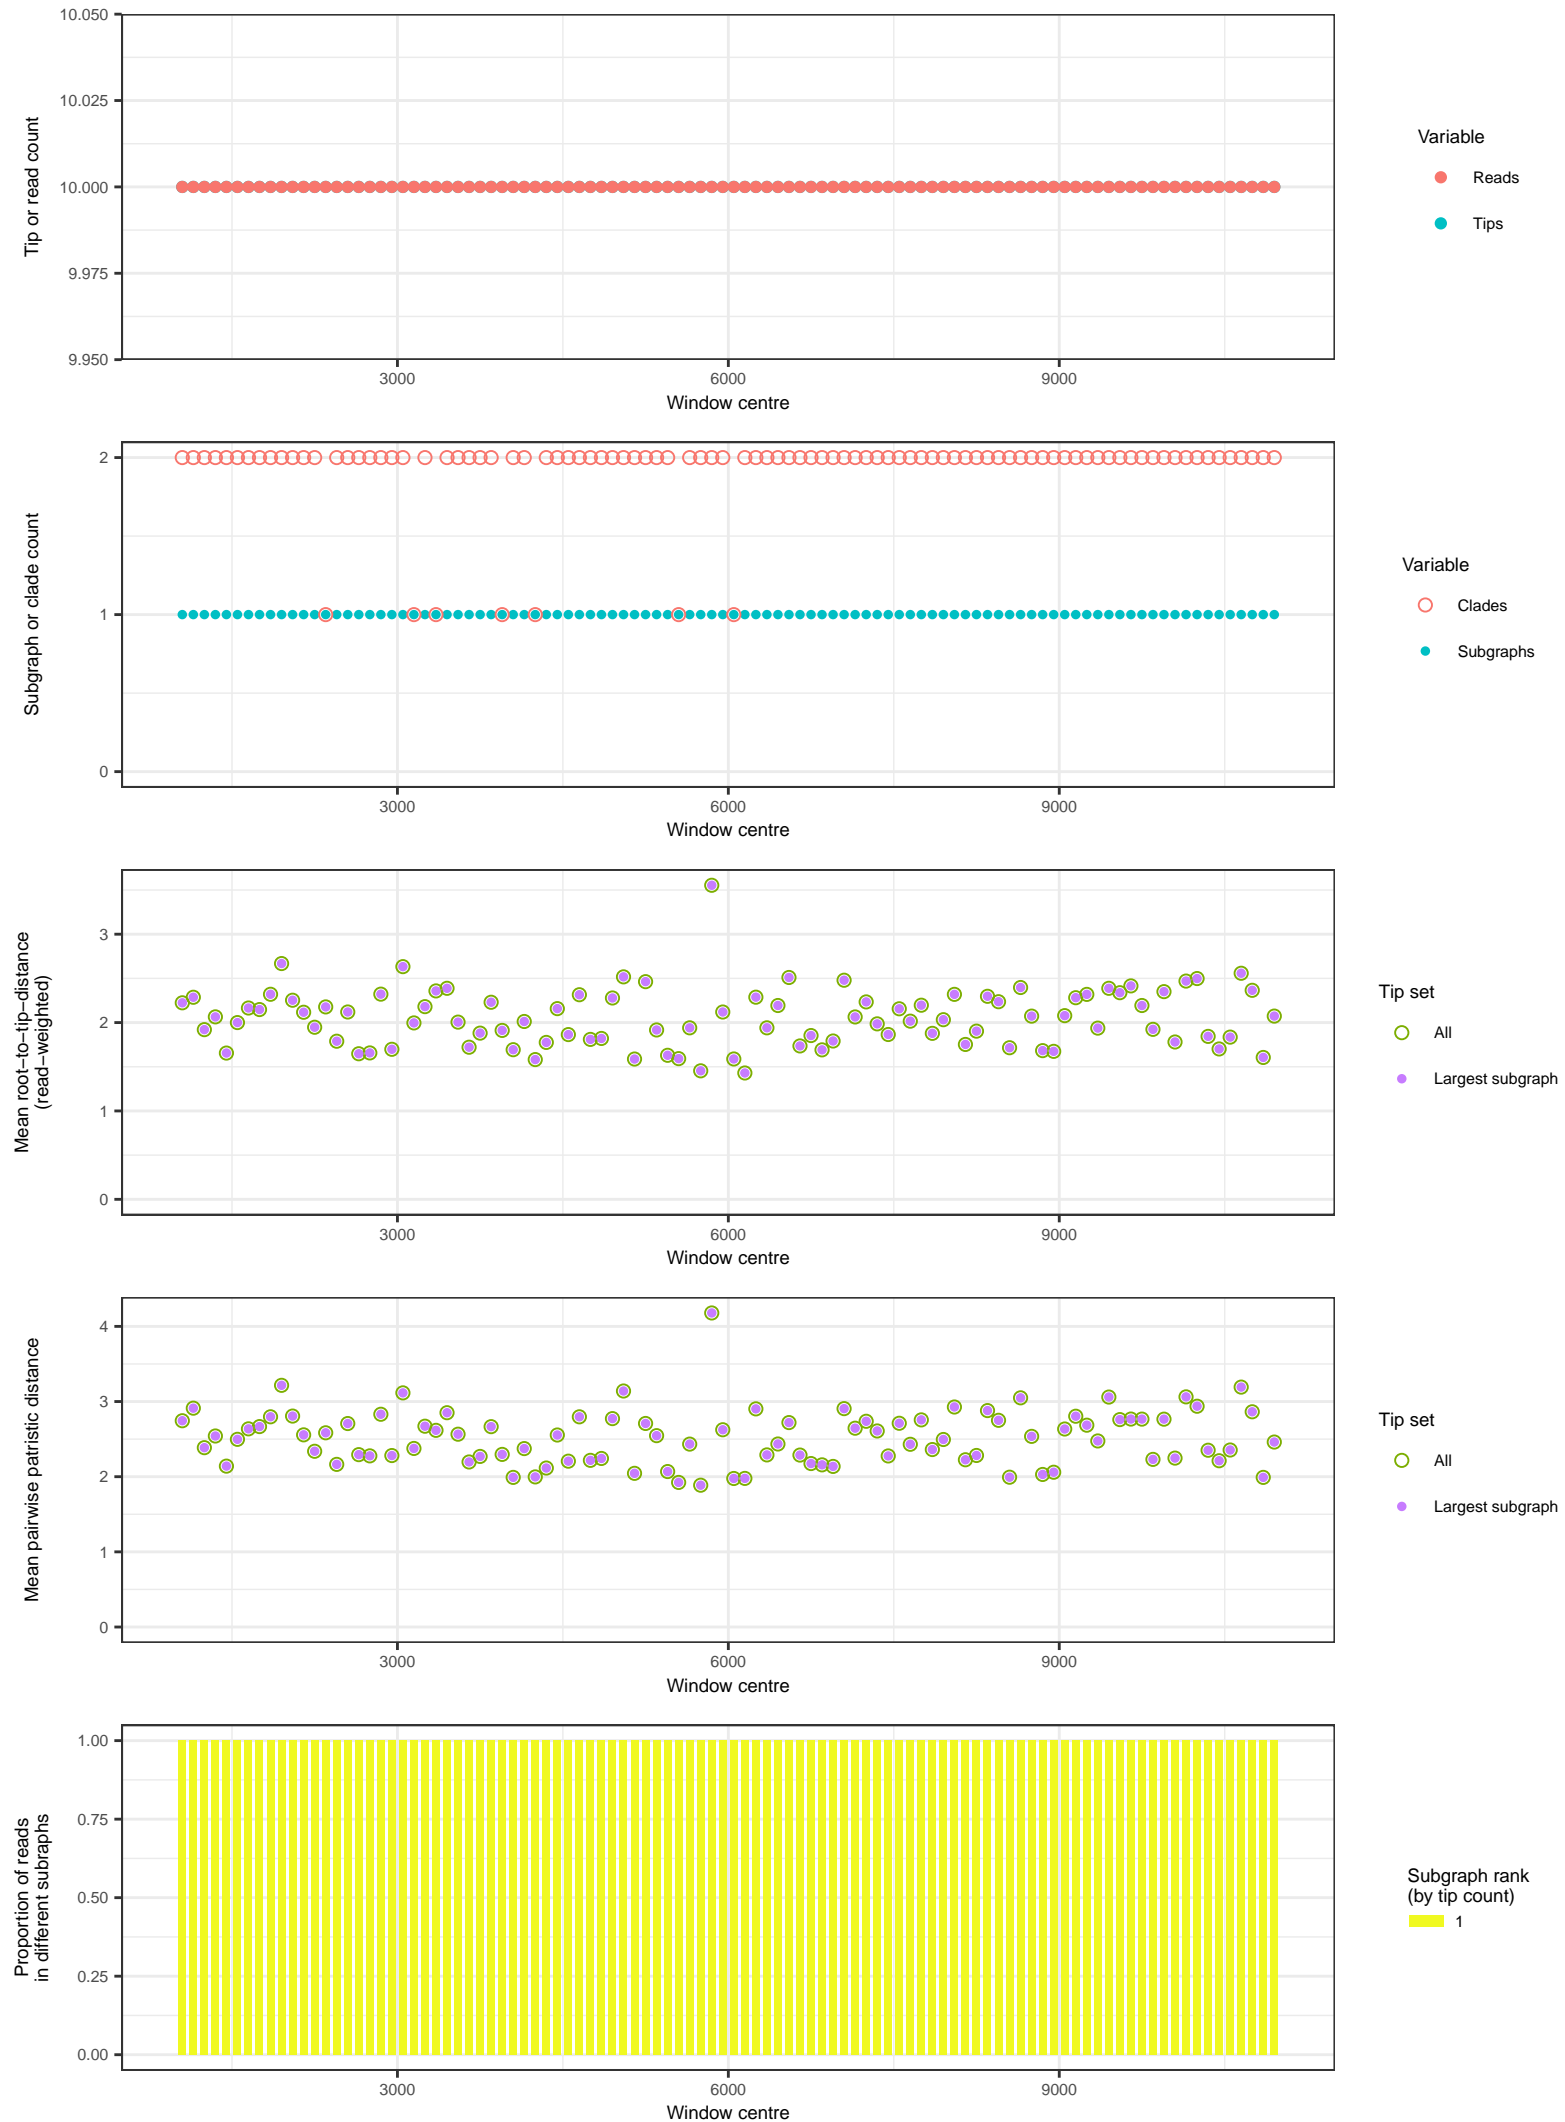 10.050
10.025
10.000
9.975
9.950
Tip or read count
3000 6000 9000
Window centre
Variable
Reads
Tips
2
1
0
Subgraph or clade count
3000 6000 9000
Window centre
Variable
Clades
Subgraphs
3
2
1
0
Mean root−to−tip−distance
(read−weighted)
3000 6000 9000
Window centre
Tip set
All
Largest subgraph
4
3
2
1
0
Mean pairwise patristic distance
3000 6000 9000
Window centre
Tip set
All
Largest subgraph
1.00
0.75
0.50
0.25
0.00
Proportion of reads
in different subraphs
3000 6000 9000
Window centre
Subgraph rank
(by tip count)
1